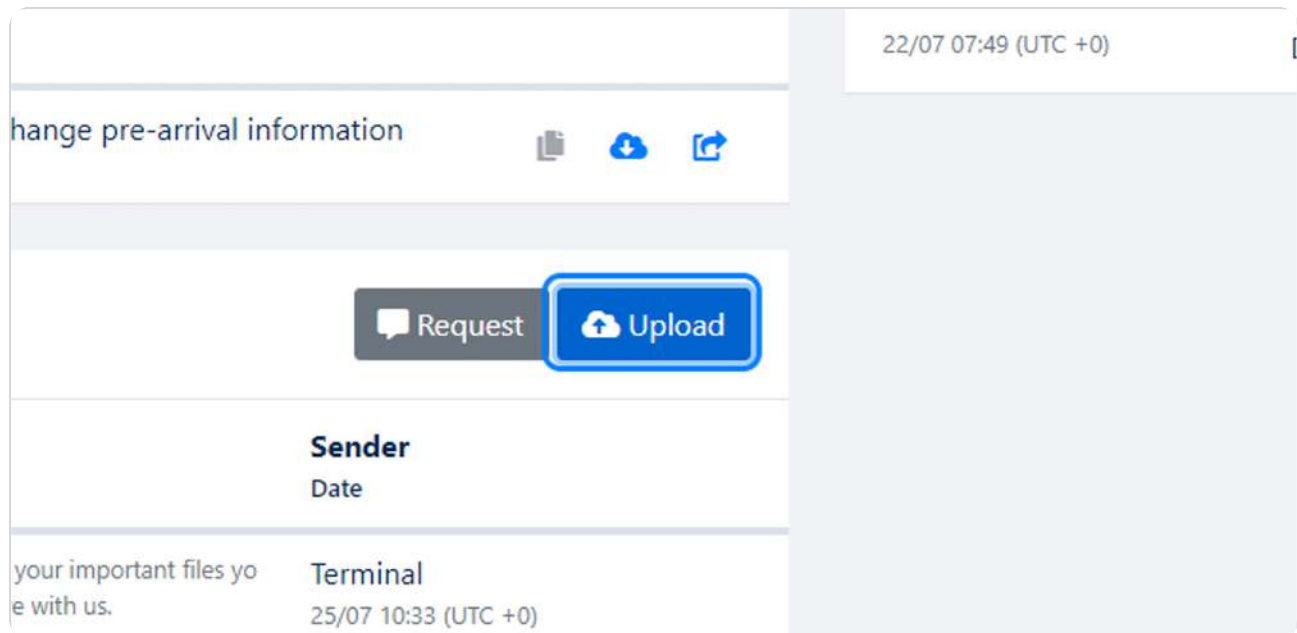 22/07 07:49 (UTC +0)
hange pre-arrival information
Request
Upload
Sender
Date
your important files yo
e with us.
Terminal
25/07 10:33 (UTC +0)